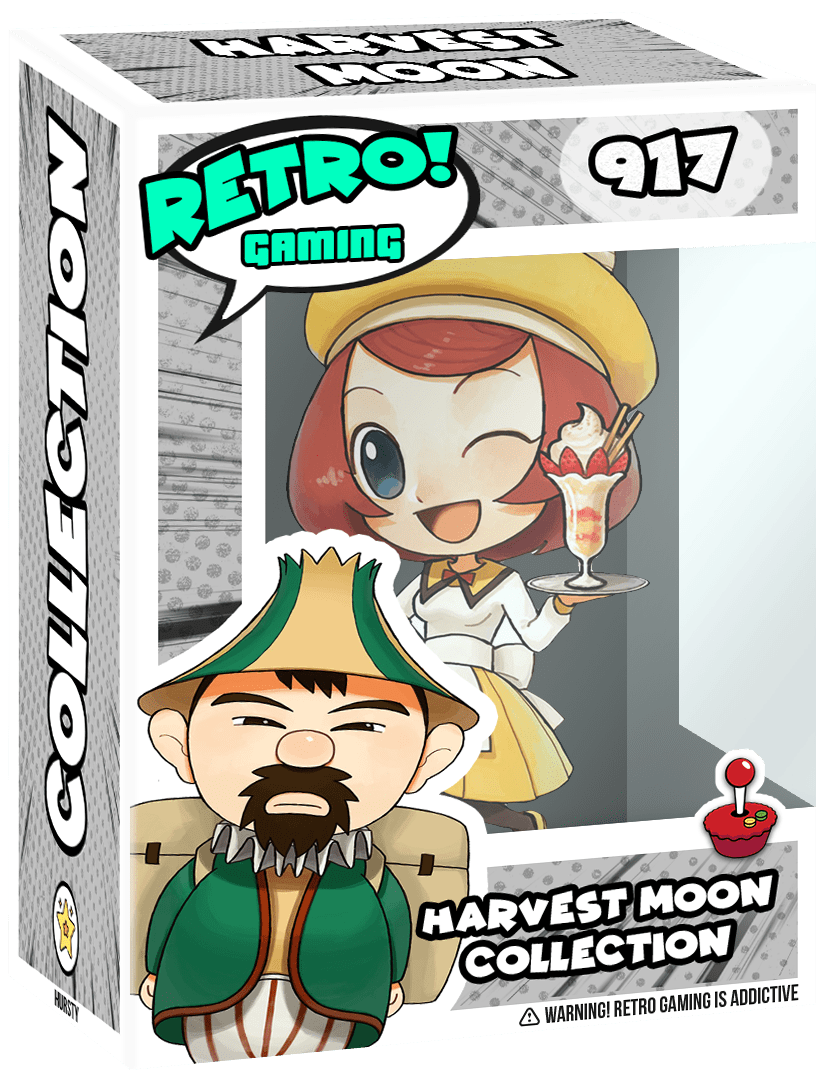 HARVEST
MOON
RETRO!
GAMING
917
COLLECTION
HARVEST MOON
COLLECTION
WARNING! RETRO GAMING IS ADDICTIVE
HURSTY